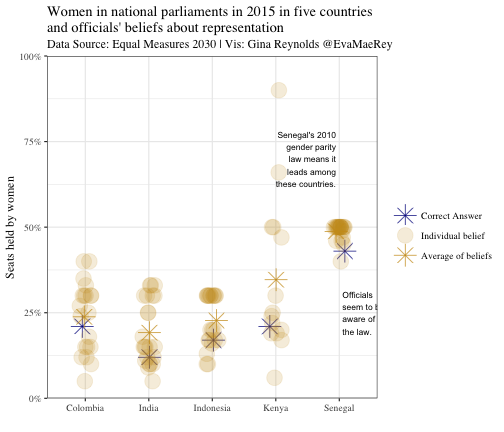 Women in national parliaments in 2015 in five countries
and officials' beliefs about representation
Data Source: Equal Measures 2030 | Vis: Gina Reynolds @EvaMaeRey
Seats held by women
100%
75%
50%
25%
0%
Senegal's 2010
gender parity
law means it
leads among
these countries.
Officials
seem to b
aware of
the law.
Colombia
India
Indonesia
Kenya
Senegal
Correct Answer
Individual belief
Average of beliefs